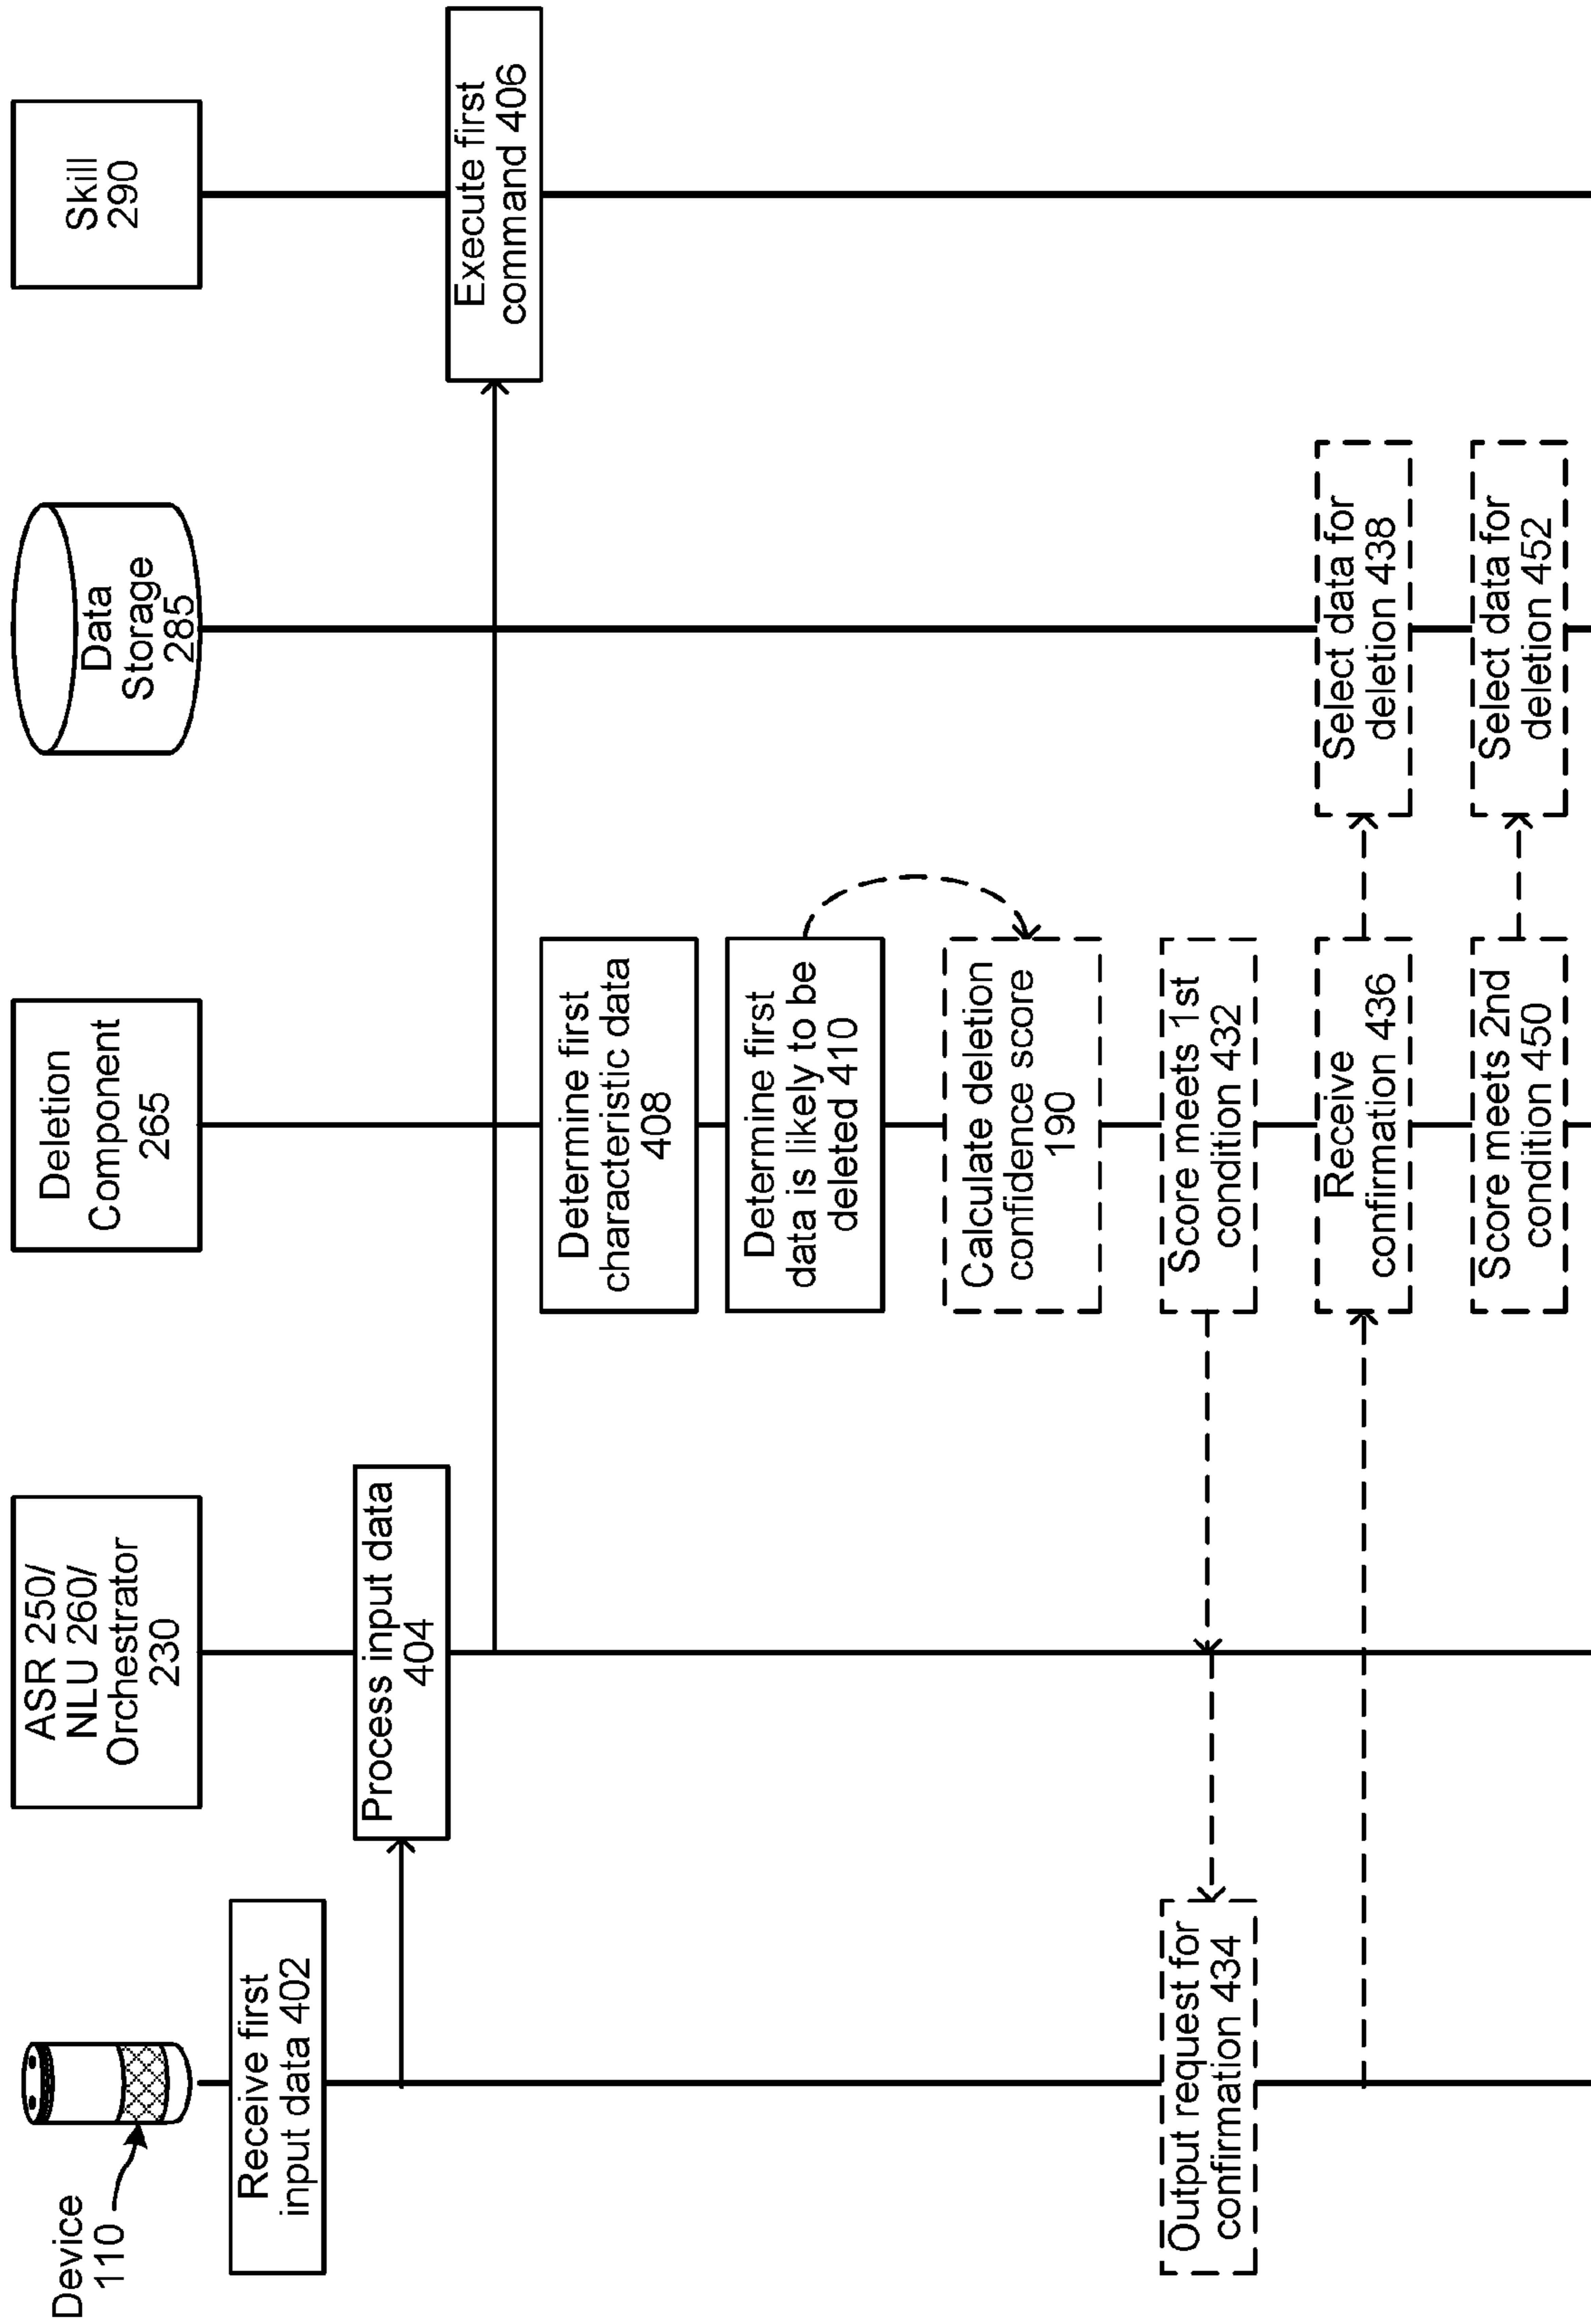 Device
110
ASR 250/
NLU 260/
Orchestrator
230
Deletion
Component
265
Data
Storage
285
Skill
290
Receive first
input data 402
Process input data
404
Execute first
command 406
Determine first
characteristic data
408
Determine first
data is likely to be
deleted 410
Calculate deletion
confidence score
190
Output request for
confirmation 434
Score meets 1st
condition 432
Receive
confirmation 436
Select data for
deletion 438
Score meets 2nd
condition 450
Select data for
deletion 452